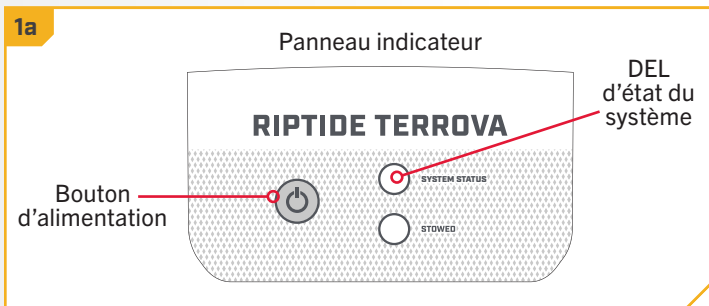 1a
Panneau indicateur
DEL
d'état du
système
RIPTIDE TERROVA
SYSTEM STATUS
Bouton
d'alimentation
STOWED